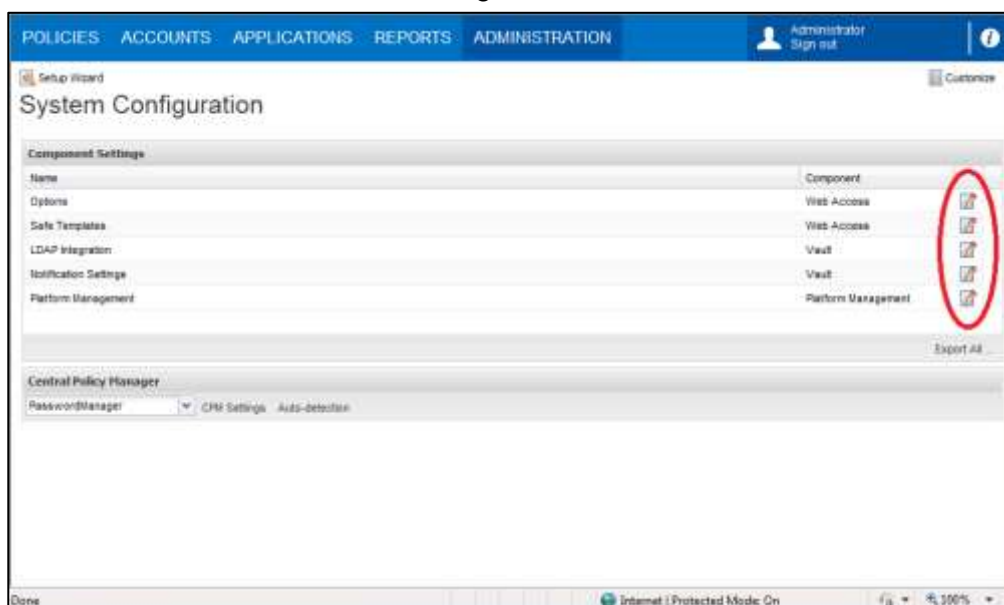 POLICIES ACCOUNTS APPLICATIONS REPORTS ADMINISTRATION Administrator
Sign out
Setup Wizard Customize
System Configuration
Component Settings
Name Component
Options Web Access
Safe Templates Web Access
LDAP Integration Vault
Notification Settings Vault
Platform Management Platform Management
Export All ...
Central Policy Manager
PasswordManager CPM Settings Auto-detection
Done Internet | Protected Mode: On 100%